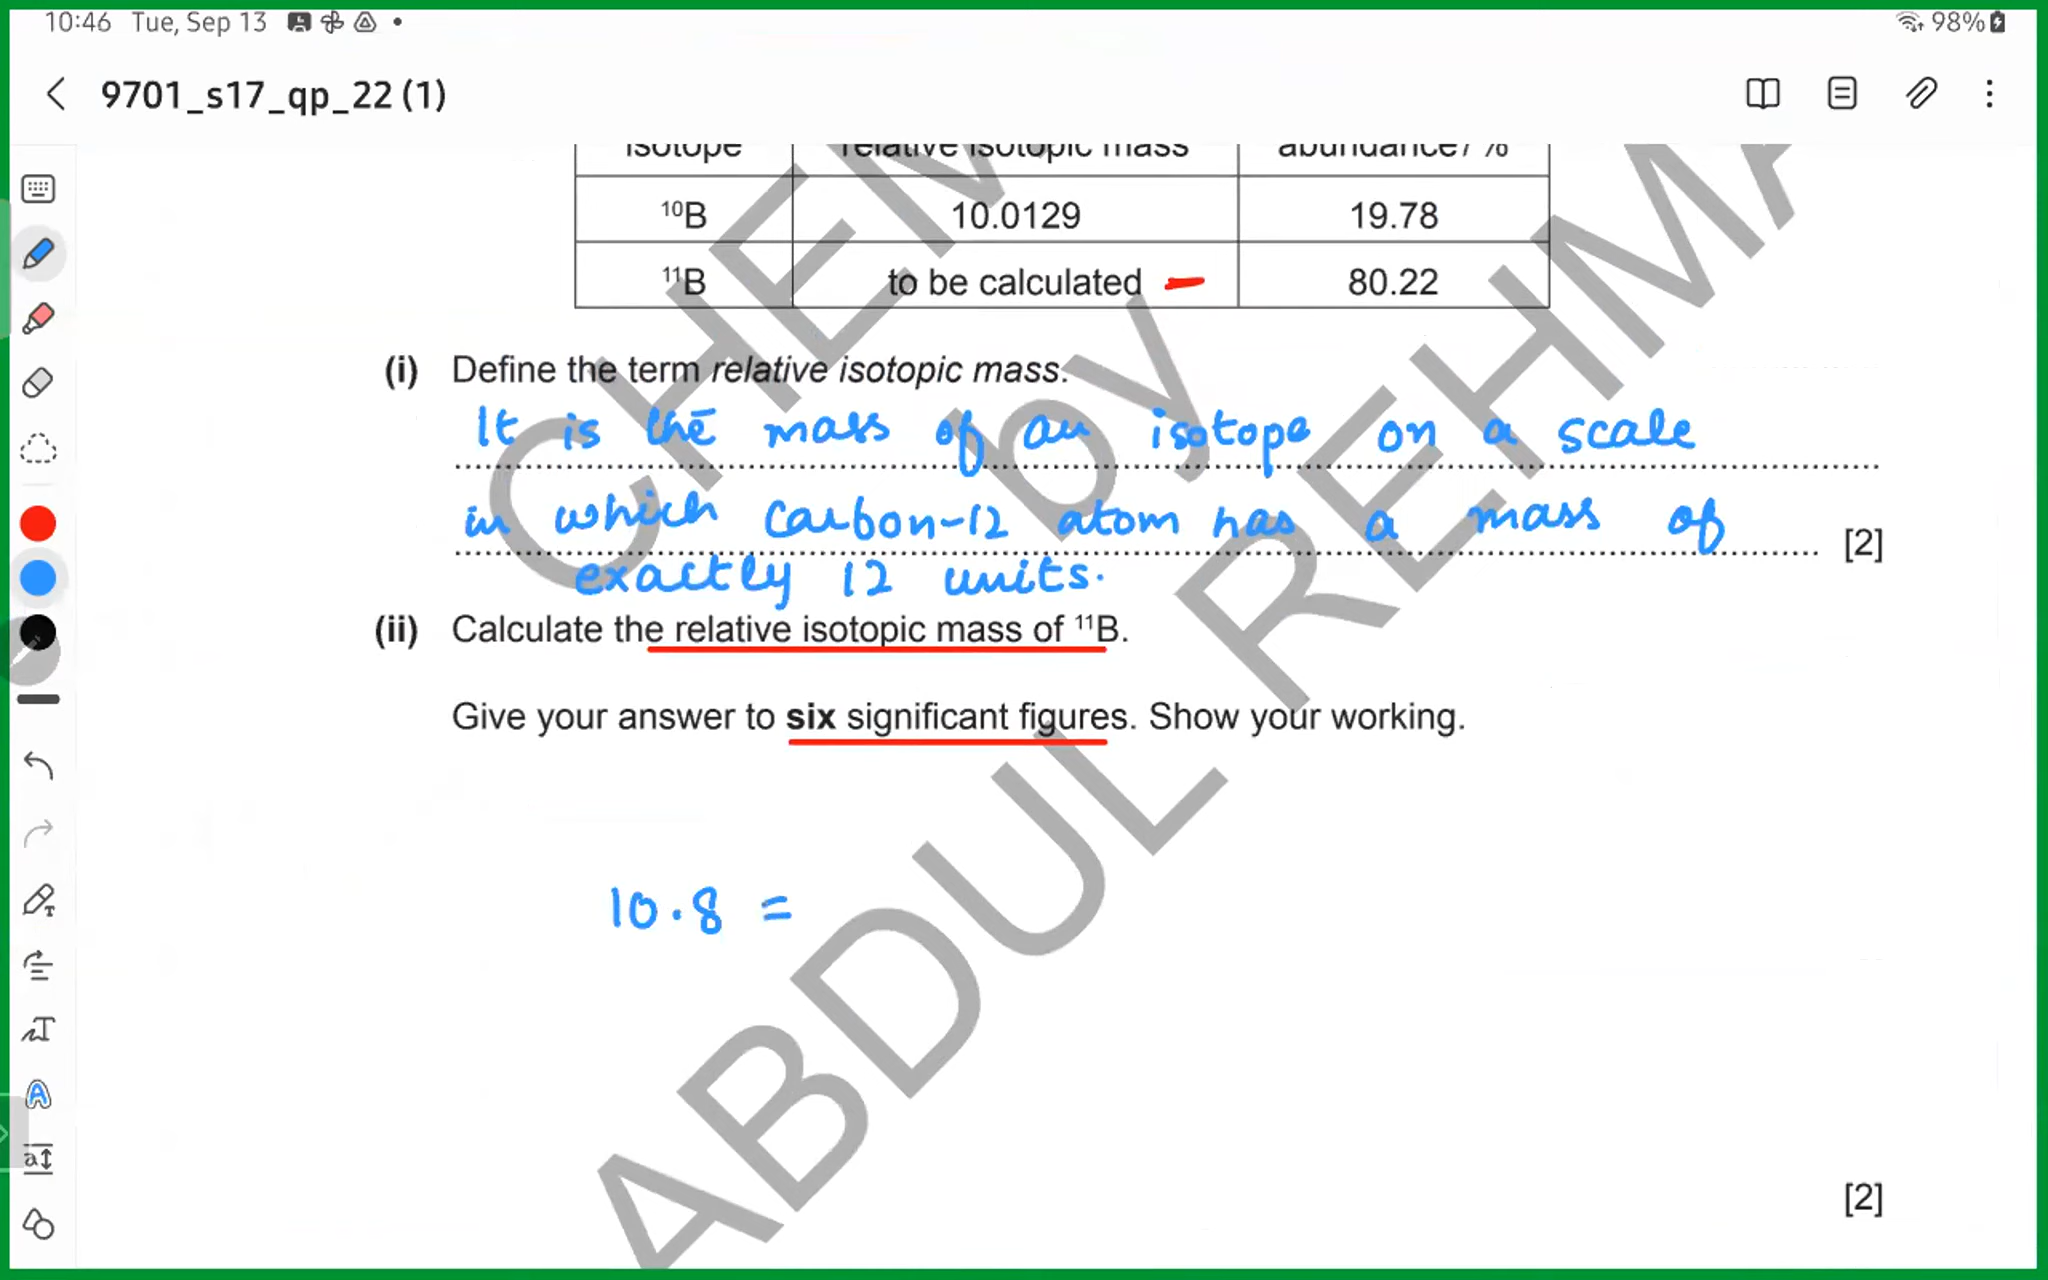 10:46 Tue, Sep 13
98%
9701_s17_qp_22 (1)
isotope relative isotopic mass abundance / %
¹⁰B 10.0129 19.78
¹¹B to be calculated 80.22
(i) Define the term relative isotopic mass.
It is the mass of an isotope on a scale
in which carbon-12 atom has a mass of
[2]
exactly 12 units.
(ii) Calculate the relative isotopic mass of ¹¹B.
Give your answer to six significant figures. Show your working.
10.8 =
[2]
CHEM
by
ABDUL REHMA